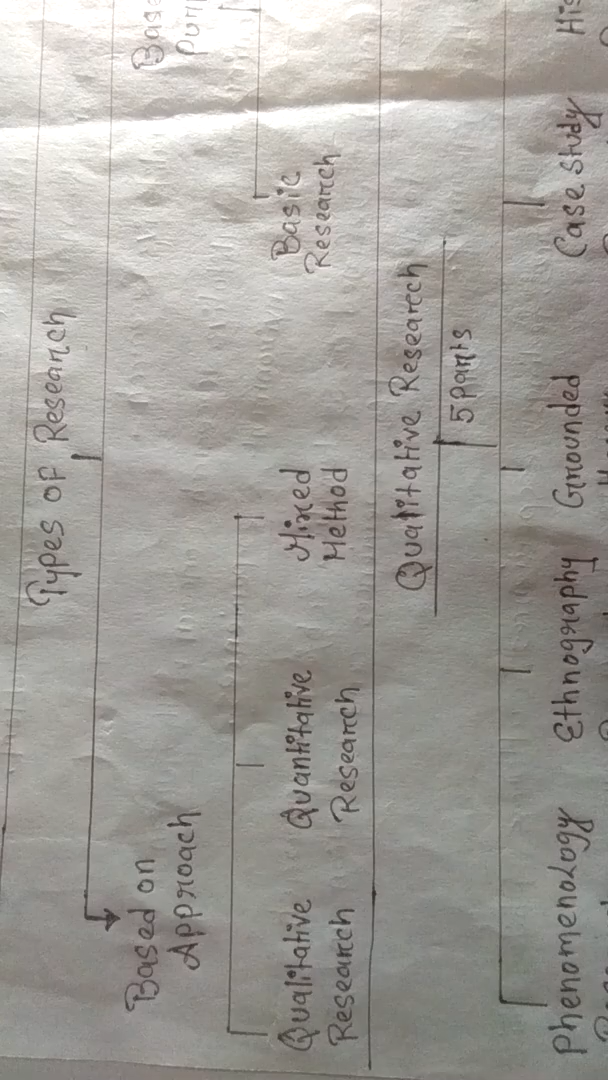 Types of Research
Based on
Approach
Qualitative
Research
Quantitative
Research
Mixed
Method
Basic
Research
Qualitative Research
5 parts
Phenomenology
Ethnography
Grounded
Case study